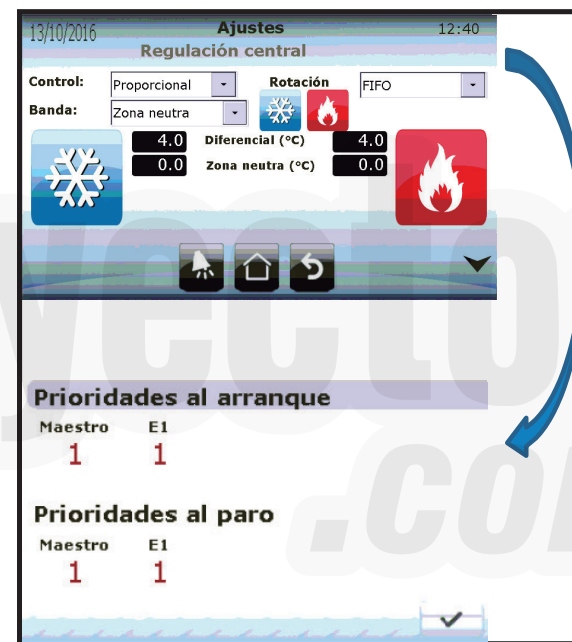 13/10/2016 Ajustes 12:40
Regulación central
Control: Proporcional Rotación FIFO
Banda: Zona neutra
4.0 Diferencial (°C) 4.0
0.0 Zona neutra (°C) 0.0
Prioridades al arranque
Maestro E1
1 1
Prioridades al paro
Maestro E1
1 1
yecto
.co